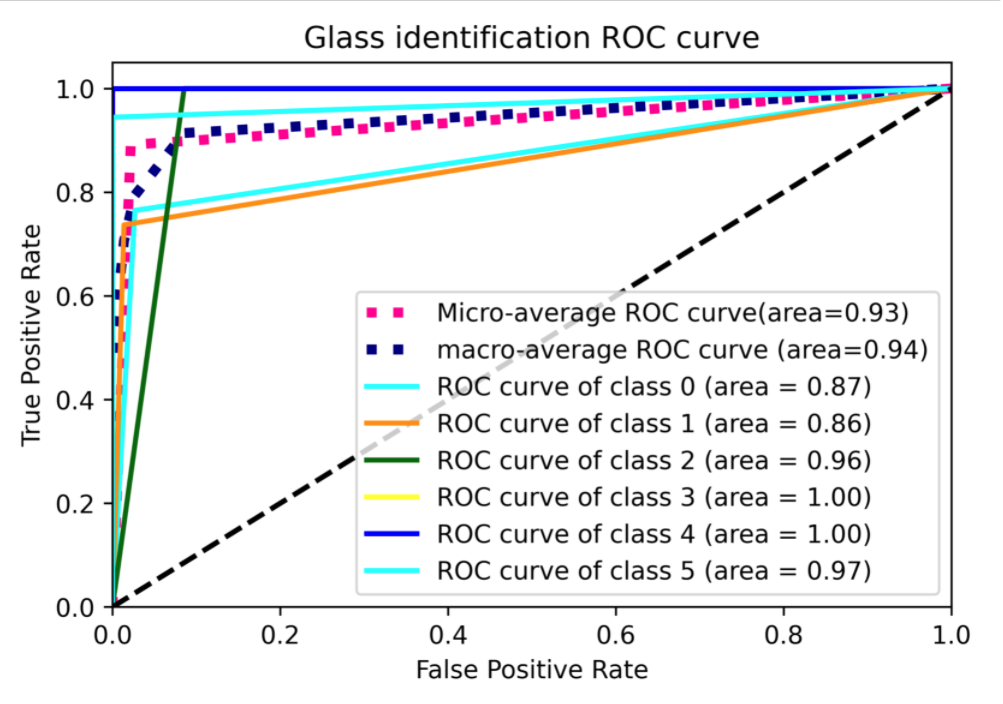 Glass identification ROC curve
1.0
0.8
0.6
0.4
0.2
0.0
True Positive Rate
Micro-average ROC curve(area=0.93)
macro-average ROC curve (area=0.94)
ROC curve of class 0 (area = 0.87)
ROC curve of class 1 (area = 0.86)
ROC curve of class 2 (area = 0.96)
ROC curve of class 3 (area = 1.00)
ROC curve of class 4 (area = 1.00)
ROC curve of class 5 (area = 0.97)
0.0 0.2 0.4 0.6 0.8 1.0
False Positive Rate